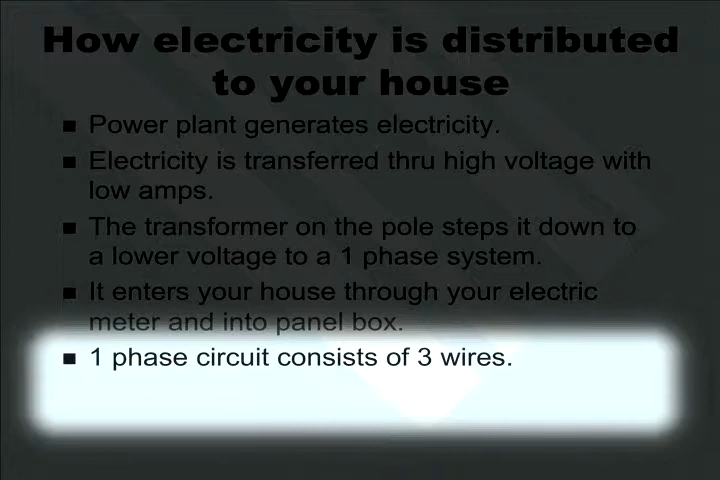 How electricity is distributed
to your house
■ Power plant generates electricity.
■ Electricity is transferred thru high voltage with
low amps.
■ The transformer on the pole steps it down to
a lower voltage to a 1 phase system.
■ It enters your house through your electric
meter and into panel box.
■ 1 phase circuit consists of 3 wires.